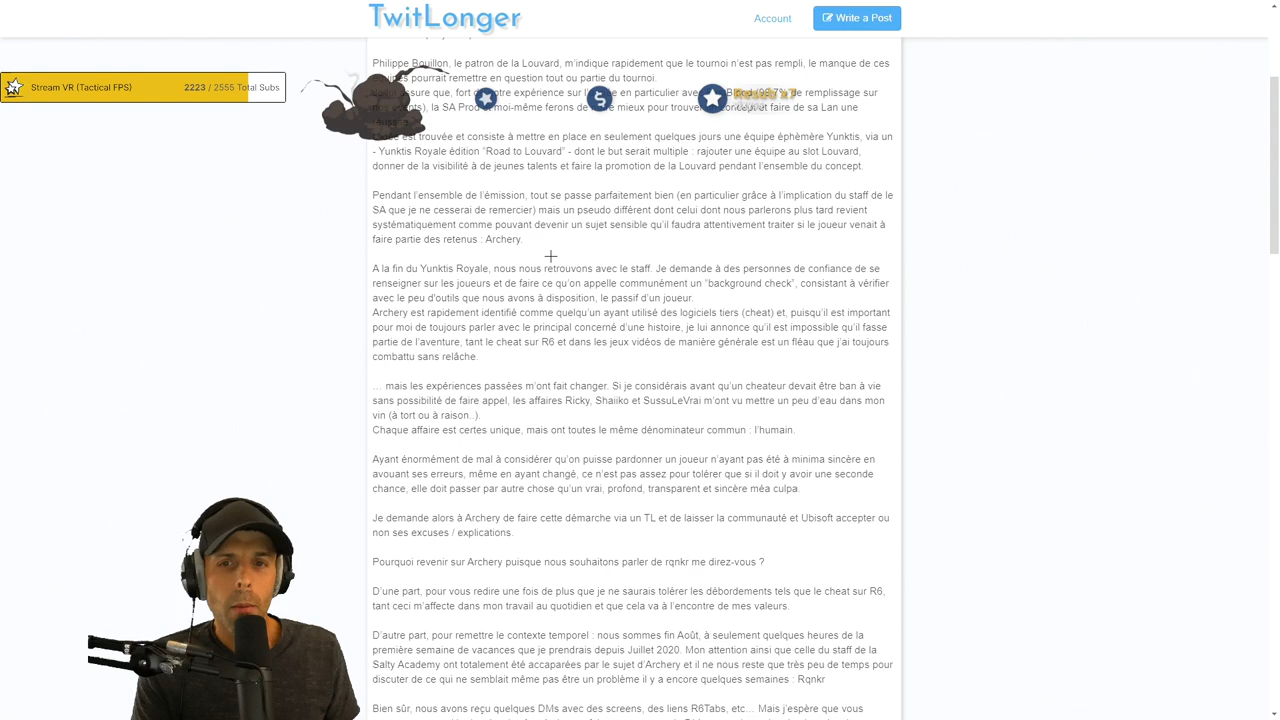 TwitLonger
Account
Write a Post
Philippe Bouillon, le patron de la Louvard, m'indique rapidement que le tournoi n'est pas rempli, le manque de ces
pourrait remettre en question tout ou partie du tournoi.
Stream VR (Tactical FPS) 2223 / 2555 Total Subs
assure que, fort de notre expérience sur l' en particulier avec Blood (98,7% de remplissage sur
nos events), la SA Prod et moi-même ferons de notre mieux pour trouver un concept et faire de sa Lan une
est trouvée et consiste à mettre en place en seulement quelques jours une équipe éphèmère Yunktis, via un
- Yunktis Royale édition "Road to Louvard" - dont le but serait multiple : rajouter une équipe au slot Louvard,
donner de la visibilité à de jeunes talents et faire la promotion de la Louvard pendant l'ensemble du concept.
Pendant l'ensemble de l'émission, tout se passe parfaitement bien (en particulier grâce à l'implication du staff de le
SA que je ne cesserai de remercier) mais un pseudo diffèrent dont celui dont nous parlerons plus tard revient
systématiquement comme pouvant devenir un sujet sensible qu'il faudra attentivement traiter si le joueur venait à
faire partie des retenus : Archery.
A la fin du Yunktis Royale, nous nous retrouvons avec le staff. Je demande à des personnes de confiance de se
renseigner sur les joueurs et de faire ce qu'on appelle communément un "background check", consistant à vérifier
avec le peu d'outils que nous avons à disposition, le passif d'un joueur.
Archery est rapidement identifié comme quelqu'un ayant utilisé des logiciels tiers (cheat) et, puisqu'il est important
pour moi de toujours parler avec le principal concerné d'une histoire, je lui annonce qu'il est impossible qu'il fasse
partie de l'aventure, tant le cheat sur R6 et dans les jeux vidéos de manière générale est un flêau que j'ai toujours
combattu sans relâche.
... mais les expériences passées m'ont fait changer. Si je considérais avant qu'un cheateur devait être ban à vie
sans possibilité de faire appel, les affaires Ricky, Shaiiko et SussuLeVrai m'ont vu mettre un peu d'eau dans mon
vin (à tort ou à raison..).
Chaque affaire est certes unique, mais ont toutes le même dénominateur commun : l'humain.
Ayant énormément de mal à considérer qu'on puisse pardonner un joueur n'ayant pas été à minima sincère en
avouant ses erreurs, même en ayant changé, ce n'est pas assez pour tolérer que si il doit y avoir une seconde
chance, elle doit passer par autre chose qu'un vrai, profond, transparent et sincère méa culpa.
Je demande alors à Archery de faire cette démarche via un TL et de laisser la communauté et Ubisoft accepter ou
non ses excuses / explications.
Pourquoi revenir sur Archery puisque nous souhaitons parler de rqnkr me direz-vous ?
D'une part, pour vous redire une fois de plus que je ne saurais tolérer les débordements tels que le cheat sur R6,
tant ceci m'affecte dans mon travail au quotidien et que cela va à l'encontre de mes valeurs.
D'autre part, pour remettre le contexte temporel : nous sommes fin Août, à seulement quelques heures de la
première semaine de vacances que je prendrais depuis Juillet 2020. Mon attention ainsi que celle du staff de la
Salty Academy ont totalement été accaparées par le sujet d'Archery et il ne nous reste que très peu de temps pour
discuter de ce qui ne semblait même pas être un problème il y a encore quelques semaines : Rqnkr
Bien sûr, nous avons reçu quelques DMs avec des screens, des liens R6Tabs, etc... Mais j'espère que vous